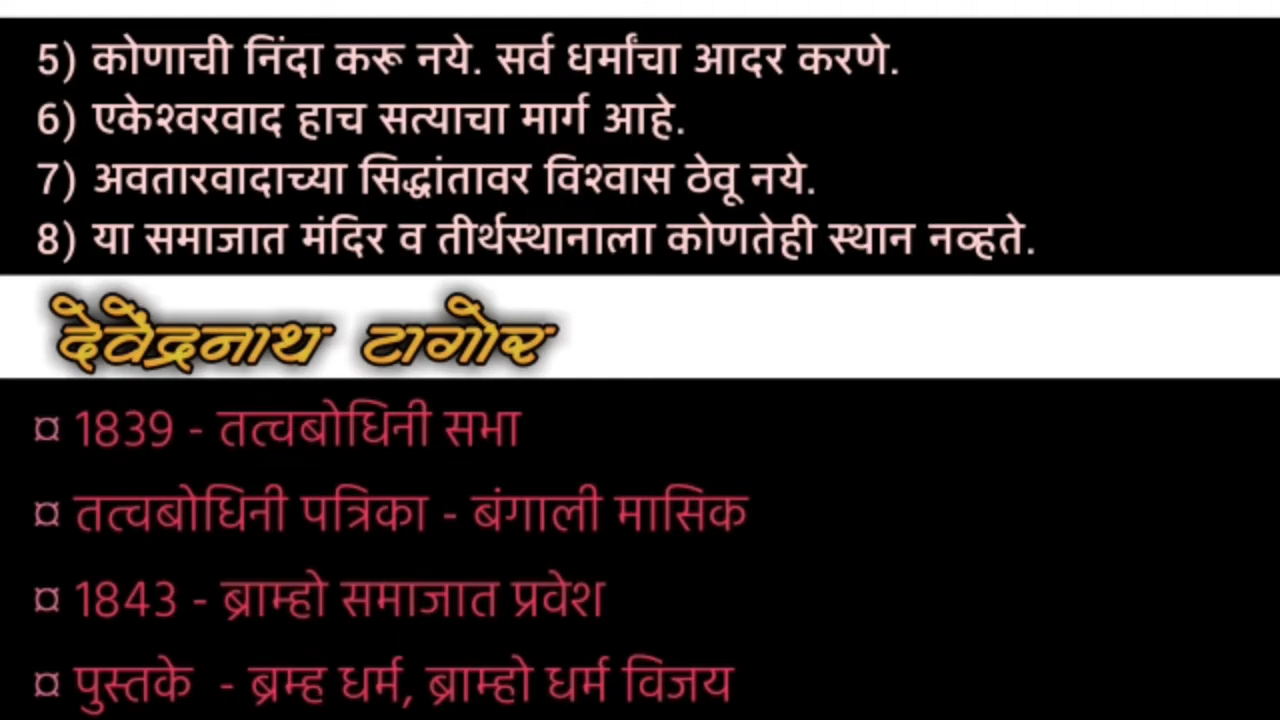 5) कोणाची निंदा करू नये. सर्व धर्मांचा आदर करणे.
6) एकेश्वरवाद हाच सत्याचा मार्ग आहे.
7) अवतारवादाच्या सिद्धांतावर विश्वास ठेवू नये.
8) या समाजात मंदिर व तीर्थस्थानाला कोणतेही स्थान नव्हते.
देवेंद्रनाथ टागोर
¤ 1839 - तत्वबोधिनी सभा
¤ तत्वबोधिनी पत्रिका - बंगाली मासिक
¤ 1843 - ब्राम्हो समाजात प्रवेश
¤ पुस्तके - ब्रम्ह धर्म, ब्राम्हो धर्म विजय